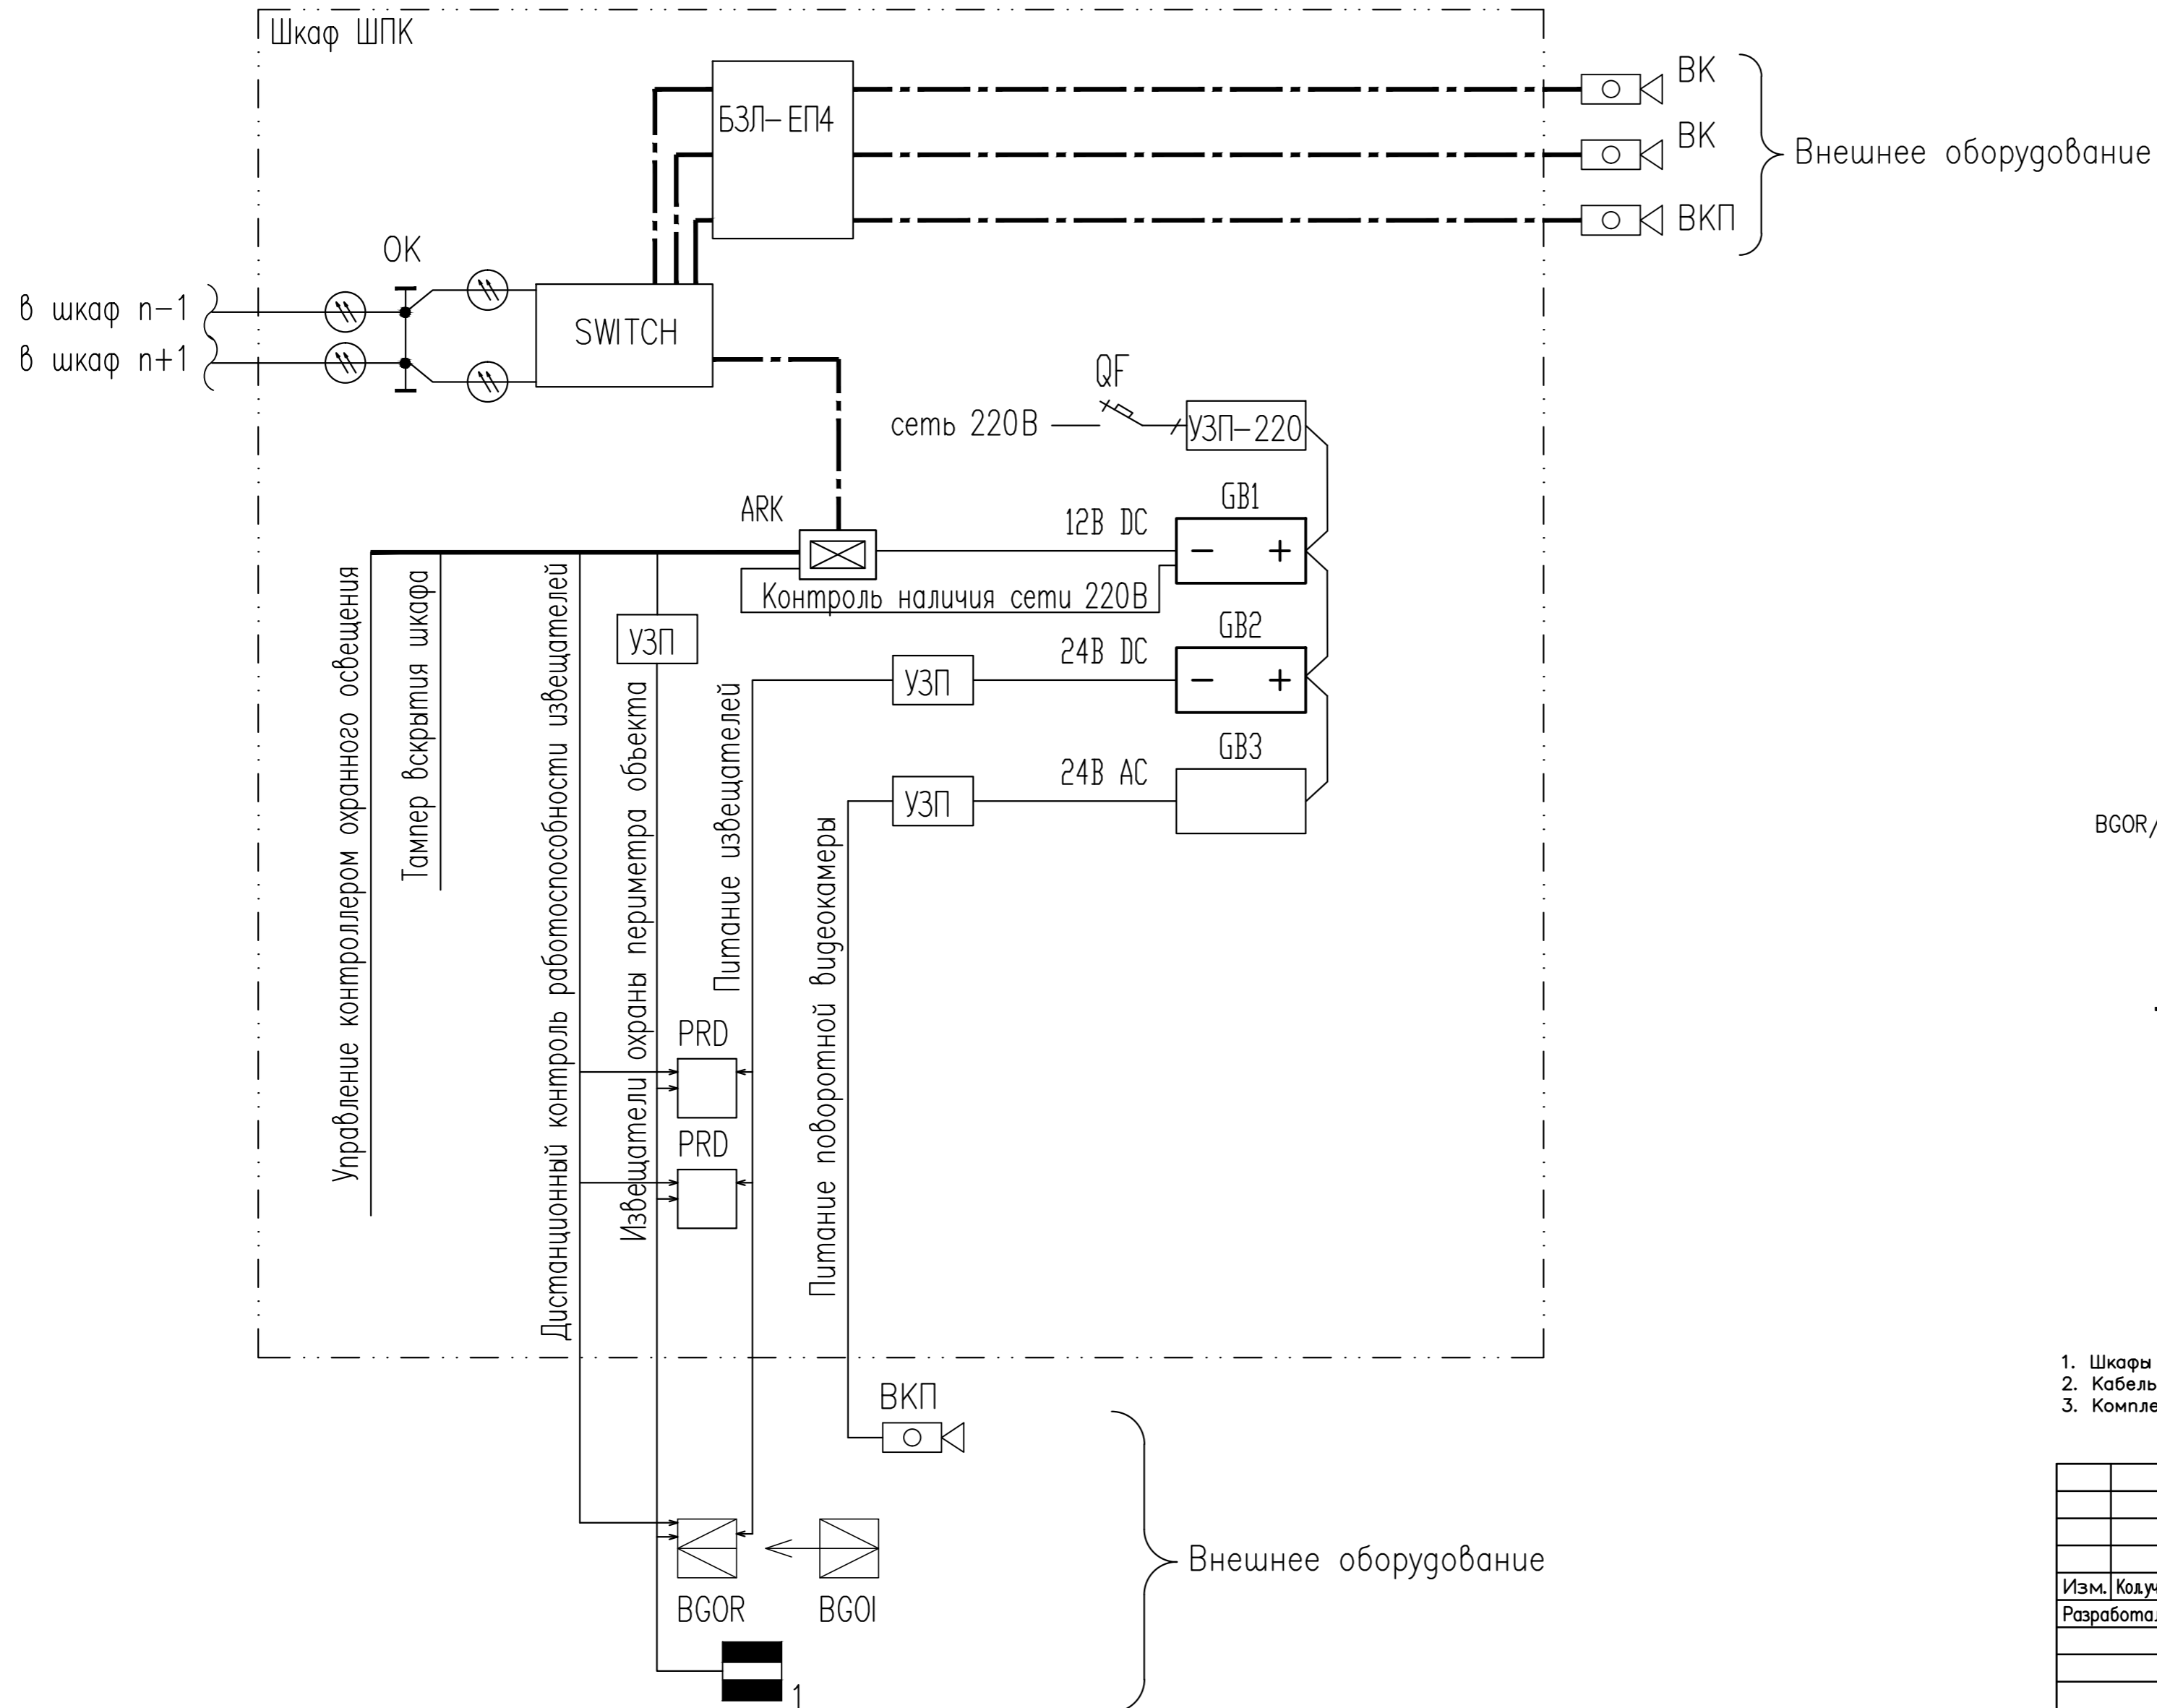 Шкаф ШПК
БЗЛ-ЕП4
ВК
ВК
ВКП
Внешнее оборудование
ОК
в шкаф n-1
в шкаф n+1
SWITCH
QF
сеть 220В
УЗП-220
ARK
12В DC
GB1
Контроль наличия сети 220В
УЗП
24В DC
GB2
УЗП
24В AC
GB3
УЗП
Управление контроллером охранного освещения
Тампер вскрытия шкафа
Дистанционный контроль работоспособности извещателей
Извещатели охраны периметра объекта
Питание извещателей
Питание поворотной видеокамеры
PRD
PRD
BGOR/
ВКП
BGOR
BGOI
Внешнее оборудование
1
1. Шкафы
2. Кабель
3. Компле
Изм.
Кол.уч
Разработал